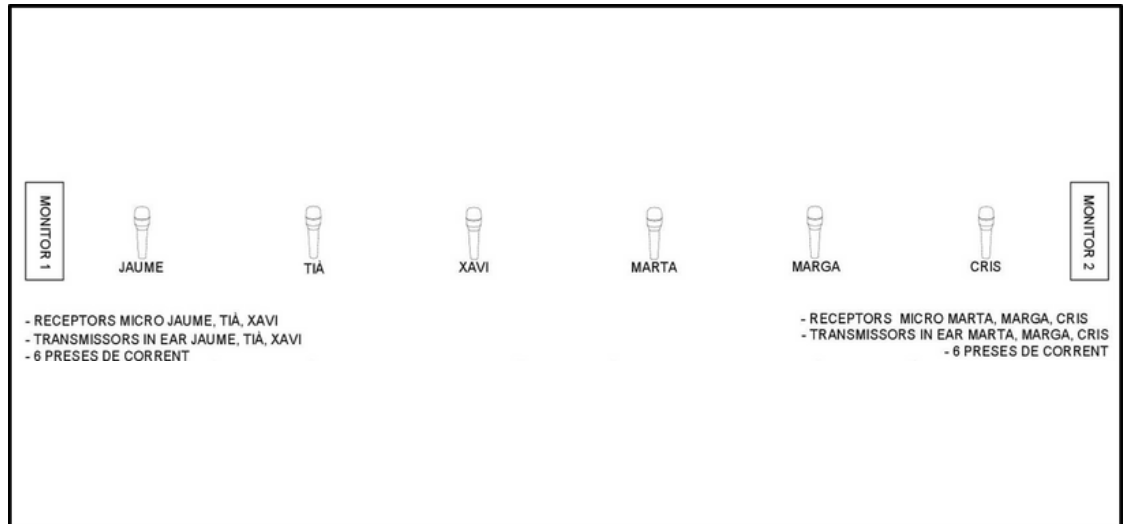 MONITOR 1
JAUME
TIÀ
XAVI
MARTA
MARGA
CRIS
MONITOR 2
- RECEPTORS MICRO JAUME, TIÀ, XAVI
- TRANSMISSORS IN EAR JAUME, TIÀ, XAVI
- 6 PRESES DE CORRENT
- RECEPTORS MICRO MARTA, MARGA, CRIS
- TRANSMISSORS IN EAR MARTA, MARGA, CRIS
- 6 PRESES DE CORRENT